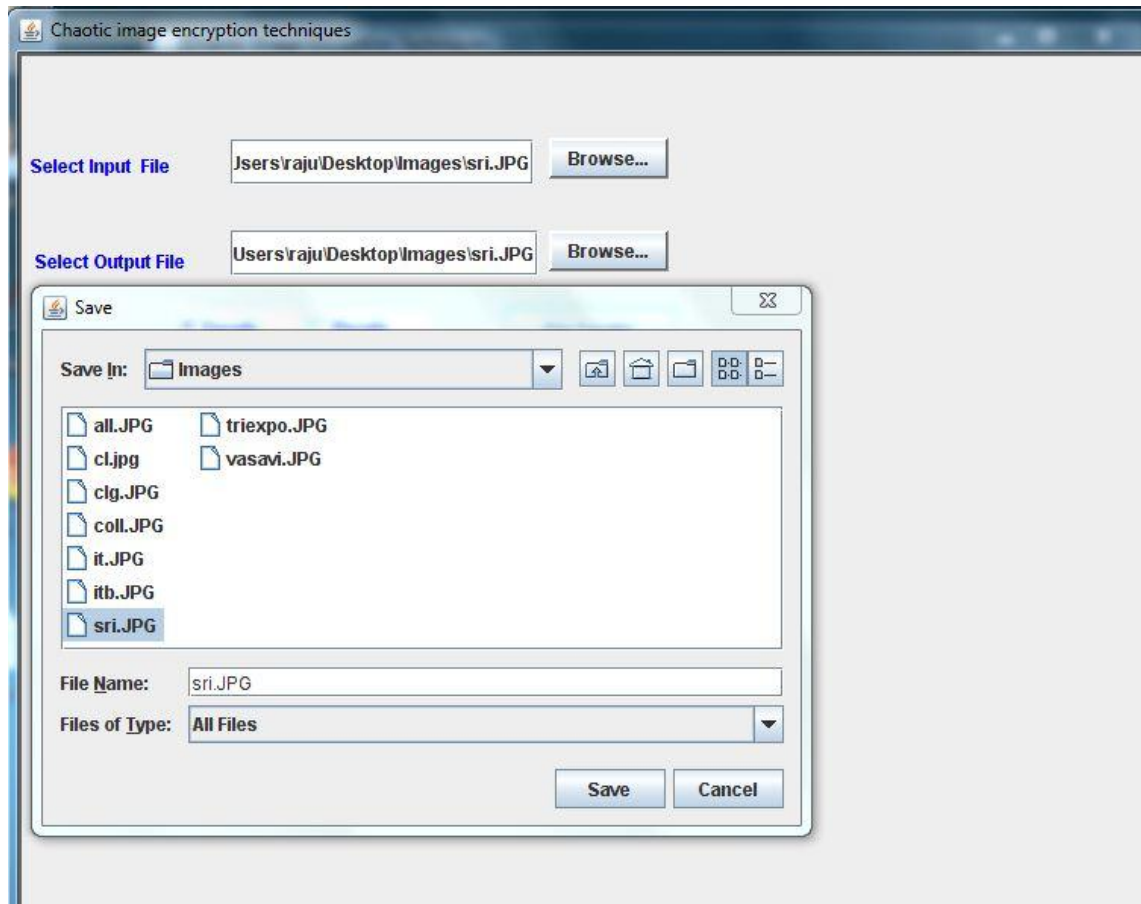 Chaotic image encryption techniques
Select Input File
Jsers\raju\Desktop\Images\sri.JPG
Browse...
Select Output File
Users\raju\Desktop\Images\sri.JPG
Browse...
Save
Save In:
Images
all.JPG
cl.jpg
clg.JPG
coll.JPG
it.JPG
itb.JPG
sri.JPG
triexpo.JPG
vasavi.JPG
File Name:
sri.JPG
Files of Type:
All Files
Save
Cancel